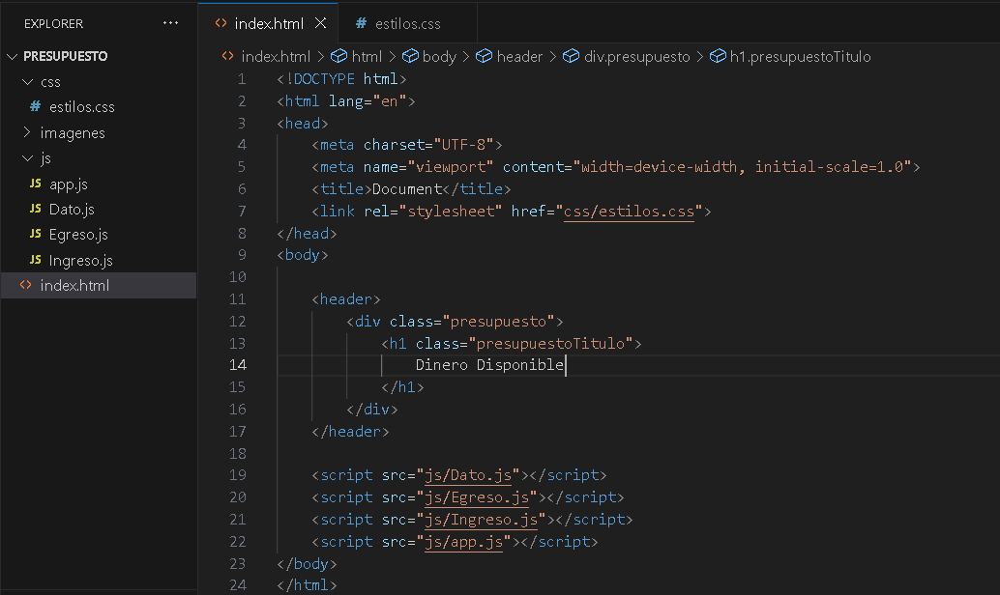 EXPLORER ...
index.html
# estilos.css
PRESUPUESTO
index.html > html > body > header > div.presupuesto > h1.presupuestoTitulo
css
# estilos.css
imagenes
js
JS app.js
JS Dato.js
JS Egreso.js
JS Ingreso.js
<> index.html
1 <!DOCTYPE html>
2 <html lang="en">
3 <head>
4     <meta charset="UTF-8">
5     <meta name="viewport" content="width=device-width, initial-scale=1.0">
6     <title>Document</title>
7     <link rel="stylesheet" href="css/estilos.css">
8 </head>
9 <body>
10
11     <header>
12         <div class="presupuesto">
13             <h1 class="presupuestoTitulo">
14                 Dinero Disponible
15             </h1>
16         </div>
17     </header>
18
19     <script src="js/Dato.js"></script>
20     <script src="js/Egreso.js"></script>
21     <script src="js/Ingreso.js"></script>
22     <script src="js/app.js"></script>
23 </body>
24 </html>